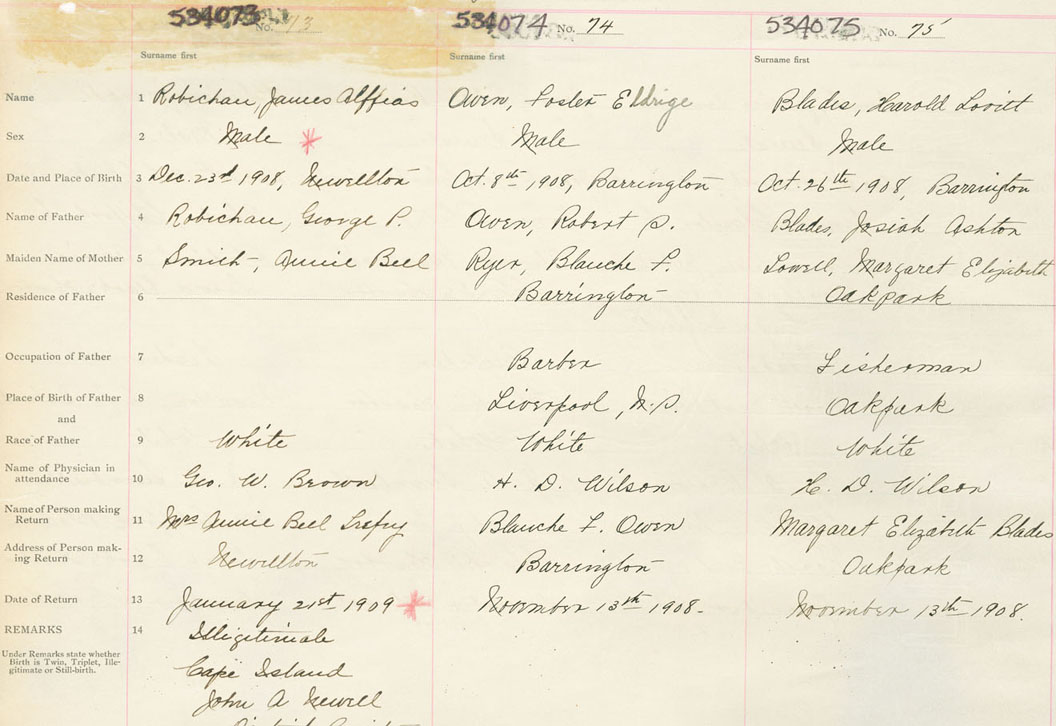 534073 No. 73 534074 No. 74 534075 No. 75
Surname first Surname first Surname first
Name 1 Robichau, James Alffias Owen, Foster Eldrige Blades, Harold Lovitt
Sex 2 Male Male Male
Date and Place of Birth 3 Dec. 23rd 1908, Newellton Oct. 8th 1908, Barrington Oct. 26th 1908, Barrington
Name of Father 4 Robichau, George P. Owen, Robert S. Blades, Josiah Ashton
Maiden Name of Mother 5 Smith, Annie Bell Ryer, Blanche F. Lowell, Margaret Elizabeth
Residence of Father 6 Barrington Oakpark
Occupation of Father 7 Barber Fisherman
Place of Birth of Father 8 Liverpool, N.S. Oakpark
and
Race of Father 9 White White White
Name of Physician in
attendance 10 Geo. W. Brown H. D. Wilson H. D. Wilson
Name of Person making
Return 11 Mrs Annie Bell Blanche F. Owen Margaret Elizabeth Blades
Address of Person mak-
ing Return 12 Newellton Barrington Oakpark
Date of Return 13 January 21st 1909 November 13th 1908. November 13th 1908.
REMARKS 14 Illigitimate
Under Remarks state whether
Birth is Twin, Triplet, Ille-
gitimate or Still-birth.
Cape Island
John A Newell